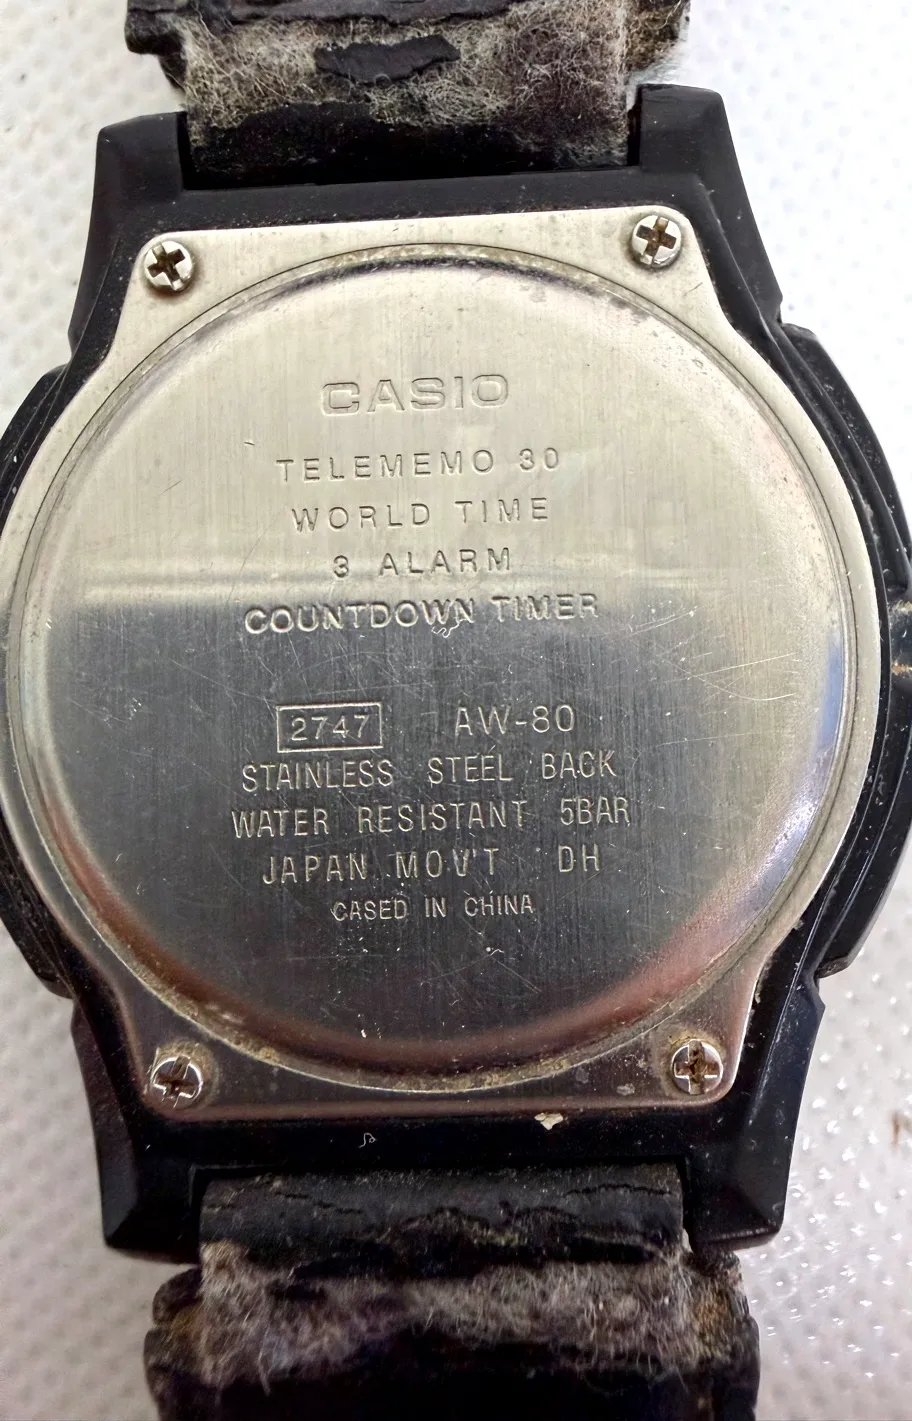 CASIO
TELEMEMO 30
WORLD TIME
3 ALARM
COUNTDOWN TIMER
2747 AW-80
STAINLESS STEEL BACK
WATER RESISTANT 5BAR
JAPAN MOV'T DH
CASED IN CHINA